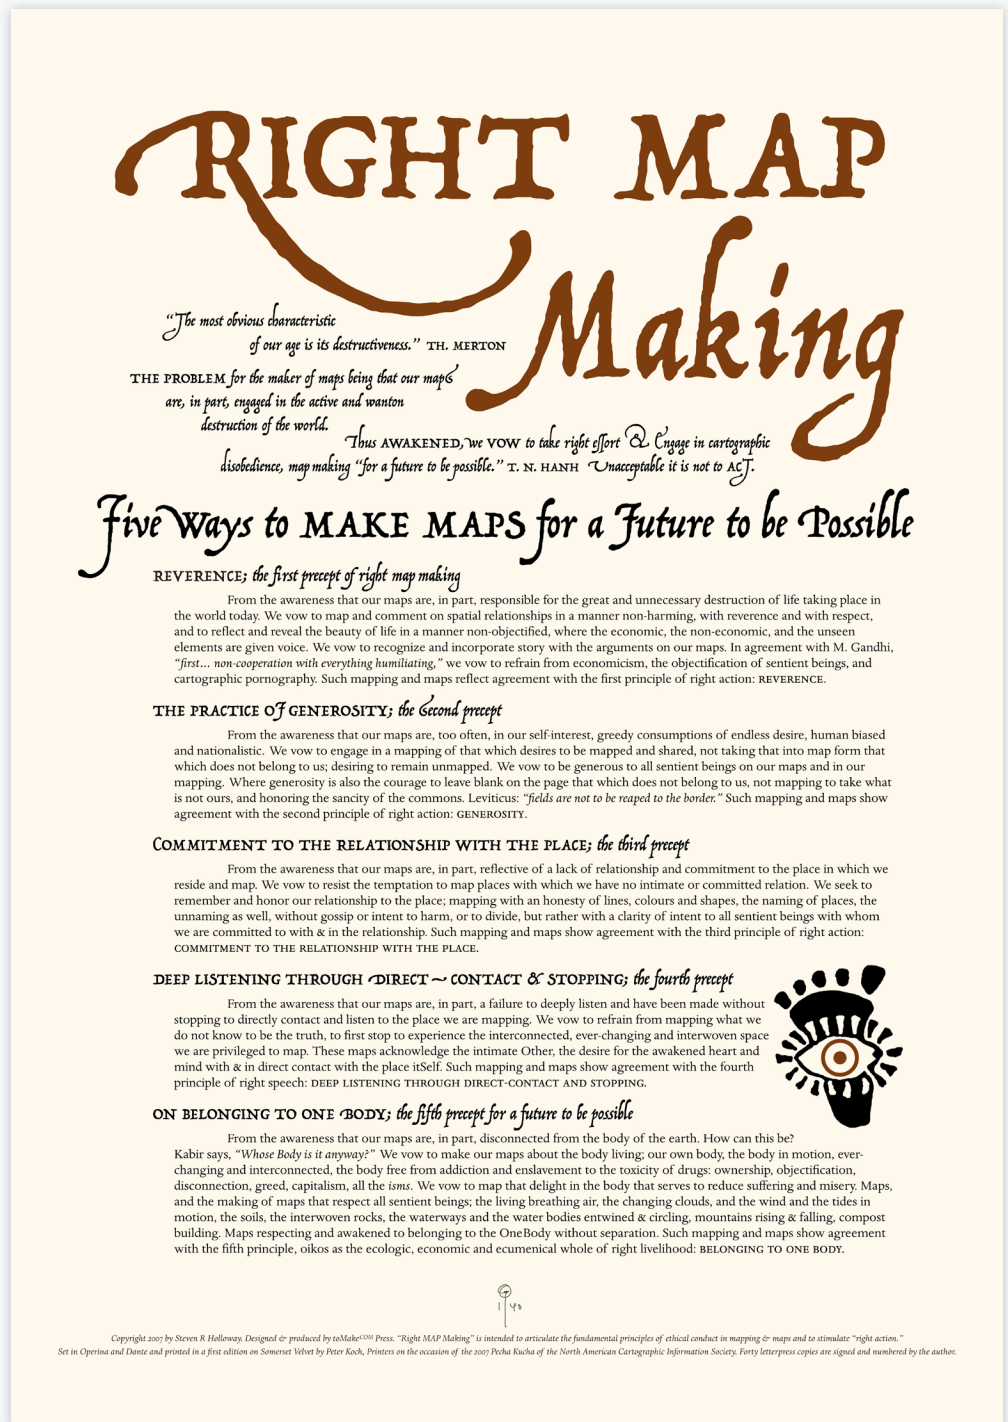 RIGHT MAP
Making
“The most obvious characteristic
of our age is its destructiveness.” TH. MERTON
THE PROBLEM for the maker of maps being that our maps
are, in part, engaged in the active and wanton
destruction of the world.
Thus AWAKENED, we VOW to take right effort & Engage in cartographic
disobedience, map making “for a future to be possible.” T. N. HANH Unacceptable it is not to ACT.
Five Ways to MAKE MAPS for a Future to be Possible
REVERENCE; the first precept of right map making
From the awareness that our maps are, in part, responsible for the great and unnecessary destruction of life taking place in
the world today. We vow to map and comment on spatial relationships in a manner non-harming, with reverence and with respect,
and to reflect and reveal the beauty of life in a manner non-objectified, where the economic, the non-economic, and the unseen
elements are given voice. We vow to recognize and incorporate story with the arguments on our maps. In agreement with M. Gandhi,
“first... non-cooperation with everything humiliating,” we vow to refrain from economicism, the objectification of sentient beings, and
cartographic pornography. Such mapping and maps reflect agreement with the first principle of right action: REVERENCE.
THE PRACTICE OF GENEROSITY; the second precept
From the awareness that our maps are, too often, in our self-interest, greedy consumptions of endless desire, human biased
and nationalistic. We vow to engage in a mapping of that which desires to be mapped and shared, not taking that into map form that
which does not belong to us; desiring to remain unmapped. We vow to be generous to all sentient beings on our maps and in our
mapping. Where generosity is also the courage to leave blank on the page that which does not belong to us, not mapping to take what
is not ours, and honoring the sancity of the commons. Leviticus: “fields are not to be reaped to the border.” Such mapping and maps show
agreement with the second principle of right action: GENEROSITY.
COMMITMENT TO THE RELATIONSHIP WITH THE PLACE; the third precept
From the awareness that our maps are, in part, reflective of a lack of relationship and commitment to the place in which we
reside and map. We vow to resist the temptation to map places with which we have no intimate or committed relation. We seek to
remember and honor our relationship to the place; mapping with an honesty of lines, colours and shapes, the naming of places, the
unnaming as well, without gossip or intent to harm, or to divide, but rather with a clarity of intent to all sentient beings with whom
we are committed to with & in the relationship. Such mapping and maps show agreement with the third principle of right action:
COMMITMENT TO THE RELATIONSHIP WITH THE PLACE.
DEEP LISTENING THROUGH DIRECT~CONTACT & STOPPING; the fourth precept
From the awareness that our maps are, in part, a failure to deeply listen and have been made without
stopping to directly contact and listen to the place we are mapping. We vow to refrain from mapping what we
do not know to be the truth, to first stop to experience the interconnected, ever-changing and interwoven space
we are privileged to map. These maps acknowledge the intimate Other, the desire for the awakened heart and
mind with & in direct contact with the place itSelf. Such mapping and maps show agreement with the fourth
principle of right speech: DEEP LISTENING THROUGH DIRECT-CONTACT AND STOPPING.
ON BELONGING TO ONE BODY; the fifth precept for a future to be possible
From the awareness that our maps are, in part, disconnected from the body of the earth. How can this be?
Kabir says, “Whose Body is it anyway?” We vow to make our maps about the body living; our own body, the body in motion, ever-
changing and interconnected, the body free from addiction and enslavement to the toxicity of drugs: ownership, objectification,
disconnection, greed, capitalism, all the isms. We vow to map that delight in the body that serves to reduce suffering and misery. Maps,
and the making of maps that respect all sentient beings; the living breathing air, the changing clouds, and the wind and the tides in
motion, the soils, the interwoven rocks, the waterways and the water bodies entwined & circling, mountains rising & falling, compost
building. Maps respecting and awakened to belonging to the OneBody without separation. Such mapping and maps show agreement
with the fifth principle, oikos as the ecologic, economic and ecumenical whole of right livelihood: BELONGING TO ONE BODY.
Copyright 2007 by Steven R Holloway. Designed & produced by toMakeCOM Press. “Right MAP Making” is intended to articulate the fundamental principles of ethical conduct in mapping & maps and to stimulate “right action.”
Set in Operina and Dante and printed in a first edition on Somerset Velvet by Peter Koch, Printers on the occasion of the 2007 Pecha Kucha of the North American Cartographic Information Society. Forty letterpress copies are signed and numbered by the author.